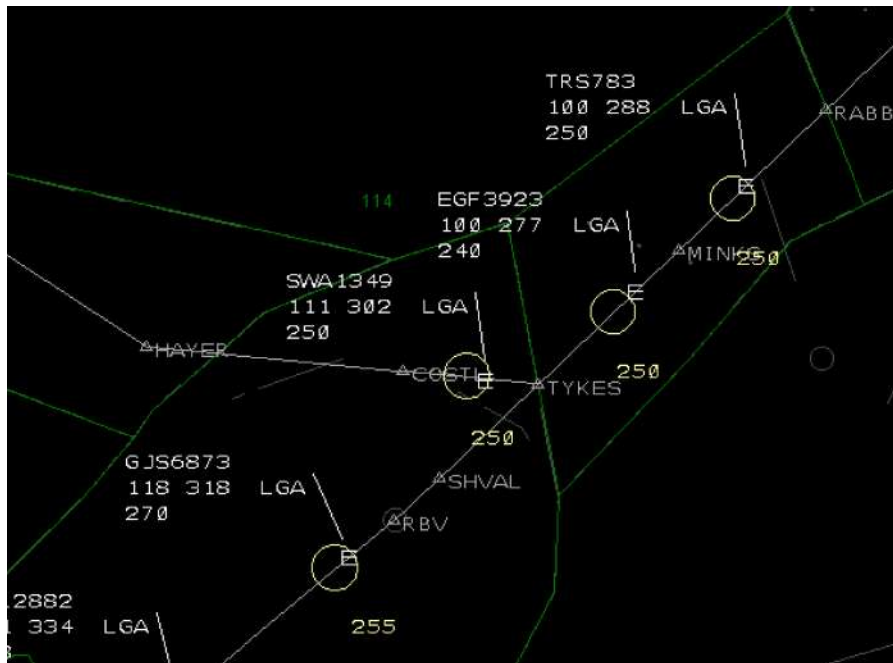 TRS783
100 288 LGA
250
RABB
114
EGF3923
100 277 LGA
240
MINKS
250
SWA1349
111 302 LGA
250
HAYER
COSTL
250
TYKES
250
GJS6873
118 318 LGA
270
SHVAL
RBV
2882
334 LGA
255